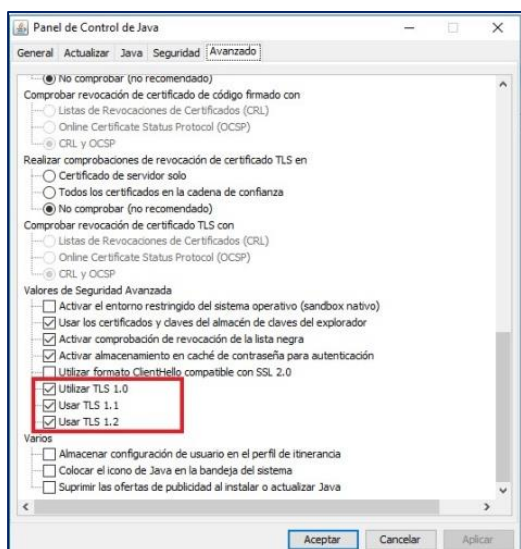 Panel de Control de Java
General Actualizar Java Seguridad Avanzado
No comprobar (no recomendado)
Comprobar revocación de certificado de código firmado con
Listas de Revocaciones de Certificados (CRL)
Online Certificate Status Protocol (OCSP)
CRL y OCSP
Realizar comprobaciones de revocación de certificado TLS en
Certificado de servidor solo
Todos los certificados en la cadena de confianza
No comprobar (no recomendado)
Comprobar revocación de certificado TLS con
Listas de Revocaciones de Certificados (CRL)
Online Certificate Status Protocol (OCSP)
CRL y OCSP
Valores de Seguridad Avanzada
Activar el entorno restringido del sistema operativo (sandbox nativo)
Usar los certificados y claves del almacén de claves del explorador
Activar comprobación de revocación de la lista negra
Activar almacenamiento en caché de contraseña para autenticación
Utilizar formato ClientHello compatible con SSL 2.0
Utilizar TLS 1.0
Usar TLS 1.1
Usar TLS 1.2
Varios
Almacenar configuración de usuario en el perfil de itinerancia
Colocar el icono de Java en la bandeja del sistema
Suprimir las ofertas de publicidad al instalar o actualizar Java
Aceptar Cancelar Aplicar